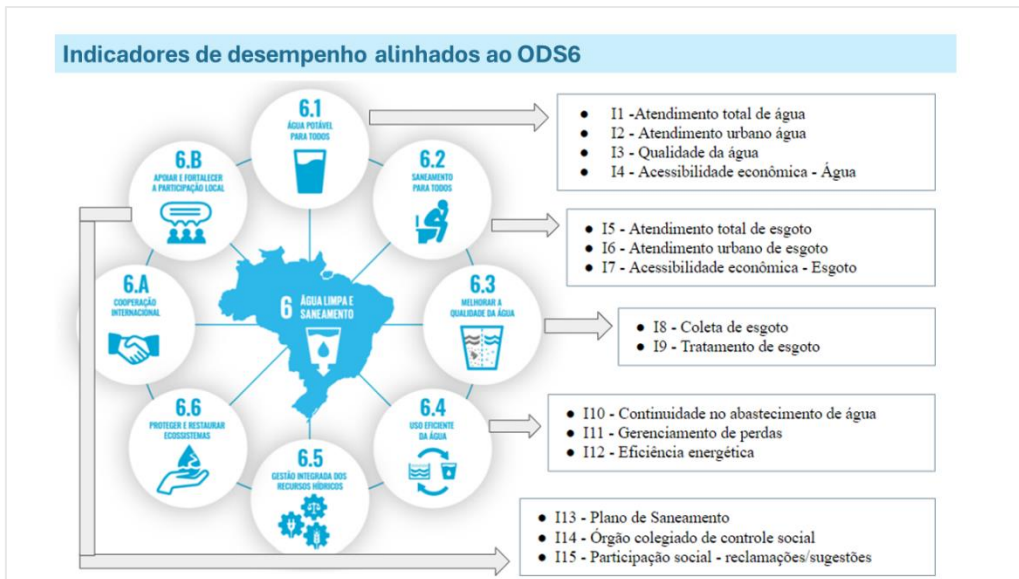 Indicadores de desempenho alinhados ao ODS6
6.1
ÁGUA POTÁVEL
PARA TODOS
6.2
SANEAMENTO
PARA TODOS
6.3
MELHORAR A
QUALIDADE DA ÁGUA
6.4
USO EFICIENTE
DA ÁGUA
6.5
GESTÃO INTEGRADA DOS
RECURSOS HÍDRICOS
6.6
PROTEGER E RESTAURAR
ECOSSISTEMAS
6.A
COOPERAÇÃO
INTERNACIONAL
6.B
APOIAR E FORTALECER
A PARTICIPAÇÃO LOCAL
6 ÁGUA LIMPA E
SANEAMENTO
● I1 -Atendimento total de água
● I2 - Atendimento urbano água
● I3 - Qualidade da água
● I4 - Acessibilidade econômica - Água
● I5 - Atendimento total de esgoto
● I6 - Atendimento urbano de esgoto
● I7 - Acessibilidade econômica - Esgoto
● I8 - Coleta de esgoto
● I9 - Tratamento de esgoto
● I10 - Continuidade no abastecimento de água
● I11 - Gerenciamento de perdas
● I12 - Eficiência energética
● I13 - Plano de Saneamento
● I14 - Órgão colegiado de controle social
● I15 - Participação social - reclamações/sugestões